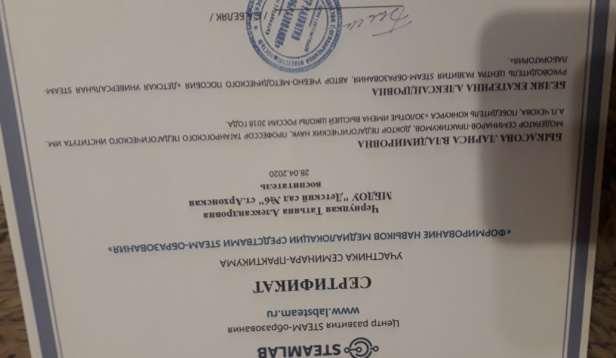 STEAMLAB
Центр развития STEAM-образования
www.labsteam.ru
СЕРТИФИКАТ
УЧАСТНИКА СЕМИНАРА-ПРАКТИКУМА
«ФОРМИРОВАНИЕ НАВЫКОВ МЕДИАЛОКАЦИИ СРЕДСТВАМИ STEAM-ОБРАЗОВАНИЯ»
Татьяна Александровна
МБДОУ "Детский сад №6" ст.Архонская
воспитатель
28.04.2020
БЫКАСОВА ЛАРИСА ВЛАДИМИРОВНА
МОДЕРАТОР СЕМИНАРОВ-ПРАКТИКУМОВ, ДОКТОР ПЕДАГОГИЧЕСКИХ НАУК, ПРОФЕССОР ТАГАНРОГСКОГО ПЕДАГОГИЧЕСКОГО ИНСТИТУТА ИМ.
А.П.ЧЕХОВА, ПОБЕДИТЕЛЬ КОНКУРСА «ЗОЛОТЫЕ ИМЕНА ВЫСШЕЙ ШКОЛЫ РОССИИ 2018 ГОДА.
БЕЛЯК ЕКАТЕРИНА АЛЕКСАНДРОВНА
РУКОВОДИТЕЛЬ ЦЕНТРА РАЗВИТИЯ STEAM-ОБРАЗОВАНИЯ, АВТОР УЧЕБНО-МЕТОДИЧЕСКОГО ПОСОБИЯ «ДЕТСКАЯ УНИВЕРСАЛЬНАЯ STEAM-
ЛАБОРАТОРИЯ».
БЕЛЯК /